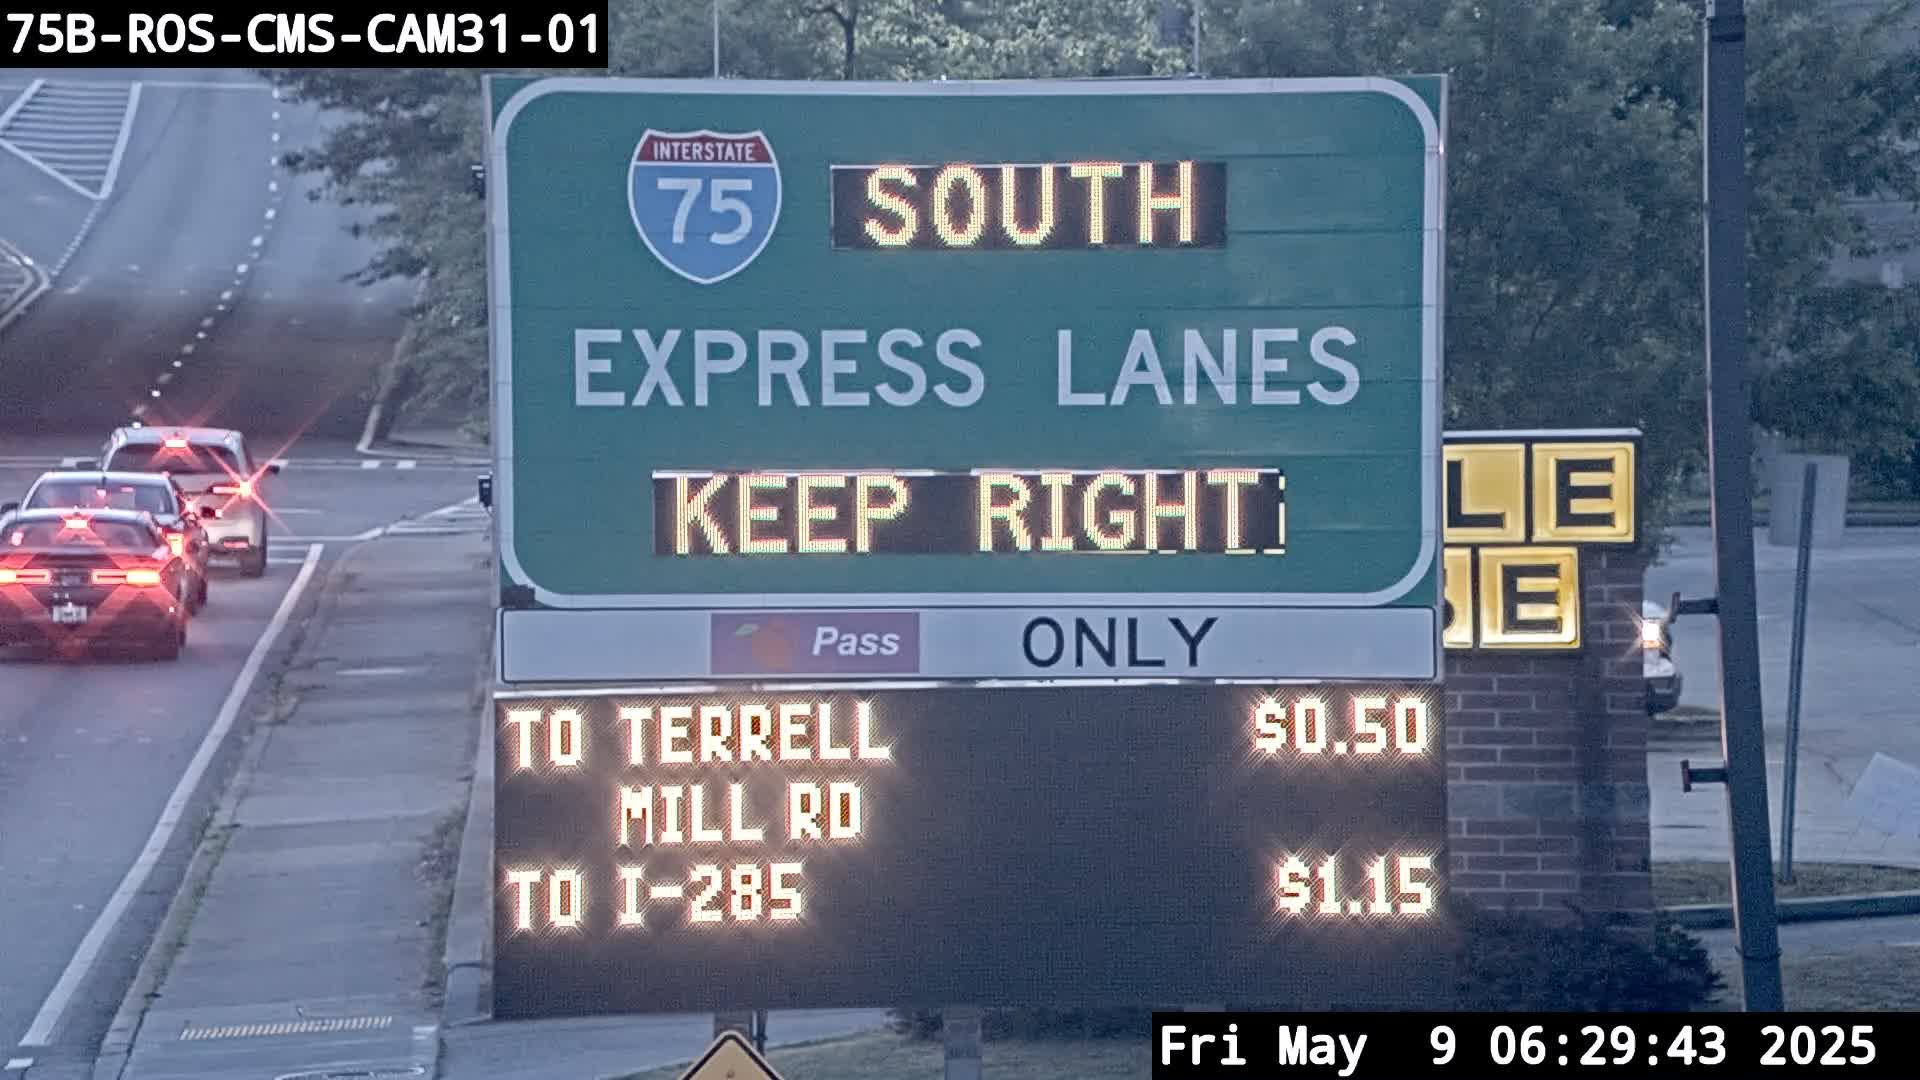 75B-ROS-CMS-CAM31-01
INTERSTATE
75
SOUTH
EXPRESS LANES
KEEP RIGHT
Pass ONLY
TO TERRELL $0.50
MILL RD
TO I-285 $1.15
LE
E
Fri May 9 06:29:43 2025